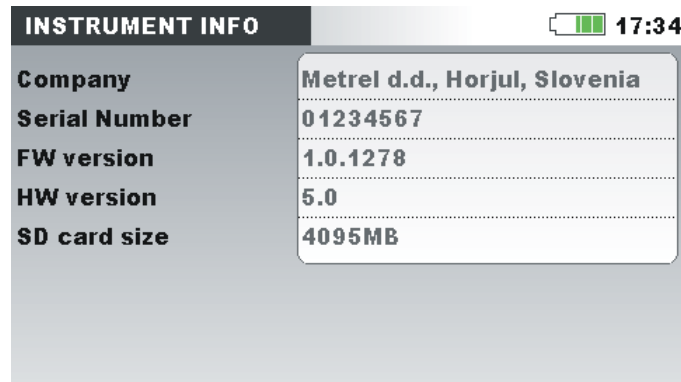 INSTRUMENT INFO 17:34
Company Metrel d.d., Horjul, Slovenia
Serial Number 01234567
FW version 1.0.1278
HW version 5.0
SD card size 4095MB